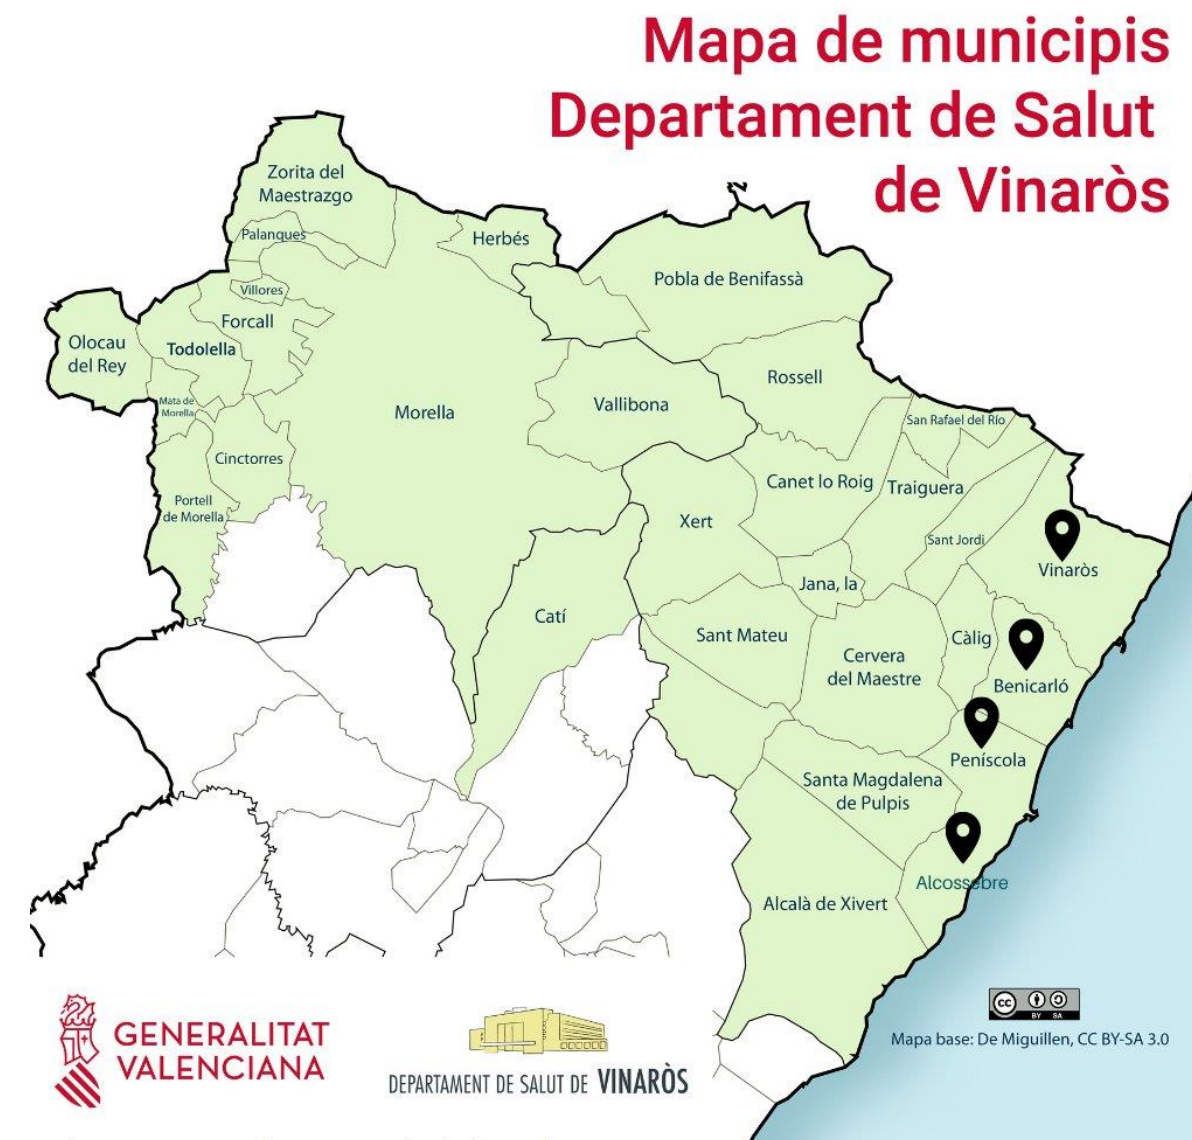 Mapa de municipis
Departament de Salut
de Vinaròs
Zorita del
Maestrazgo
Palanques
Herbés
Pobla de Benifassà
Villores
Forcall
Olocau
del Rey
Todolella
Rossell
Mata de
Morella
Morella
Vallibona
San Rafael del Río
Cinctorres
Canet lo Roig
Traiguera
Portell
de Morella
Xert
Sant Jordi
Vinaròs
Jana, la
Catí
Sant Mateu
Càlig
Cervera
del Maestre
Benicarló
Peníscola
Santa Magdalena
de Pulpis
Alcossebre
Alcalà de Xivert
GENERALITAT
VALENCIANA
DEPARTAMENT DE SALUT DE VINARÒS
cc
BY SA
Mapa base: De Miguillen, CC BY-SA 3.0